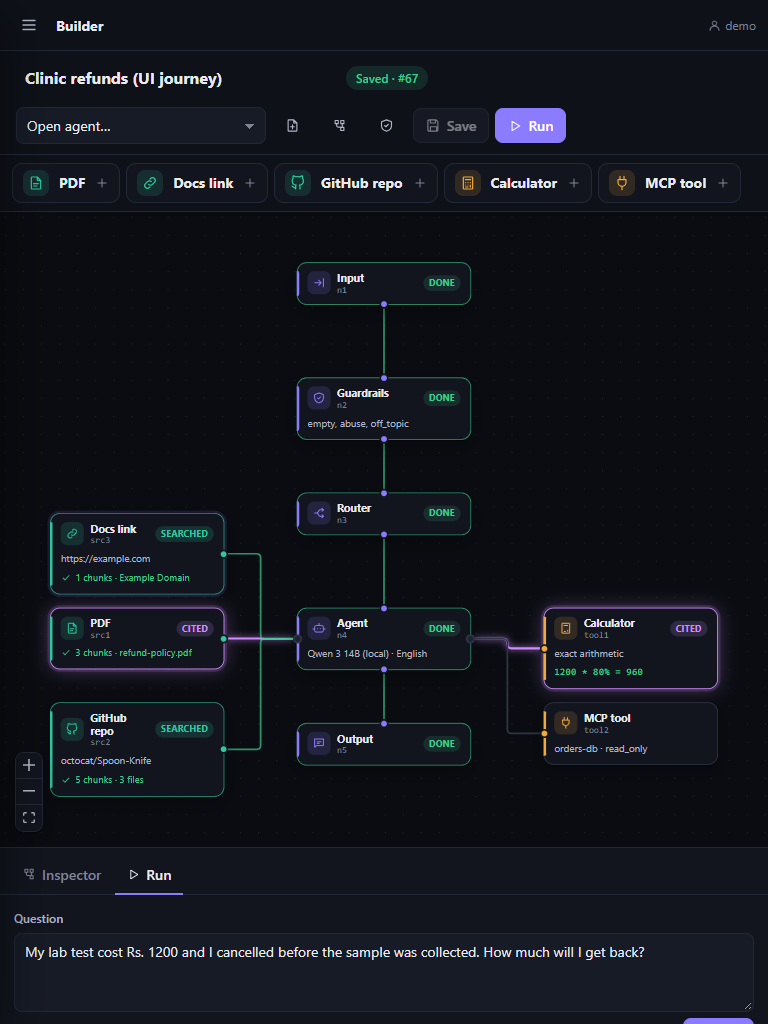 Builder
demo
Clinic refunds (UI journey)
Saved · #67
Open agent...
Save
Run
PDF +
Docs link +
GitHub repo +
Calculator +
MCP tool +
Input
n1
DONE
Guardrails
n2
DONE
empty, abuse, off_topic
Router
n3
DONE
Docs link
src3
SEARCHED
https://example.com
✓ 1 chunks · Example Domain
PDF
src1
CITED
✓ 3 chunks · refund-policy.pdf
Agent
n4
DONE
Qwen 3 14B (local) · English
Calculator
tool1
CITED
exact arithmetic
1200 * 80% = 960
GitHub
repo
src2
SEARCHED
octocat/Spoon-Knife
✓ 5 chunks · 3 files
MCP tool
tool2
orders-db · read_only
Output
n5
DONE
Inspector
Run
Question
My lab test cost Rs. 1200 and I cancelled before the sample was collected. How much will I get back?